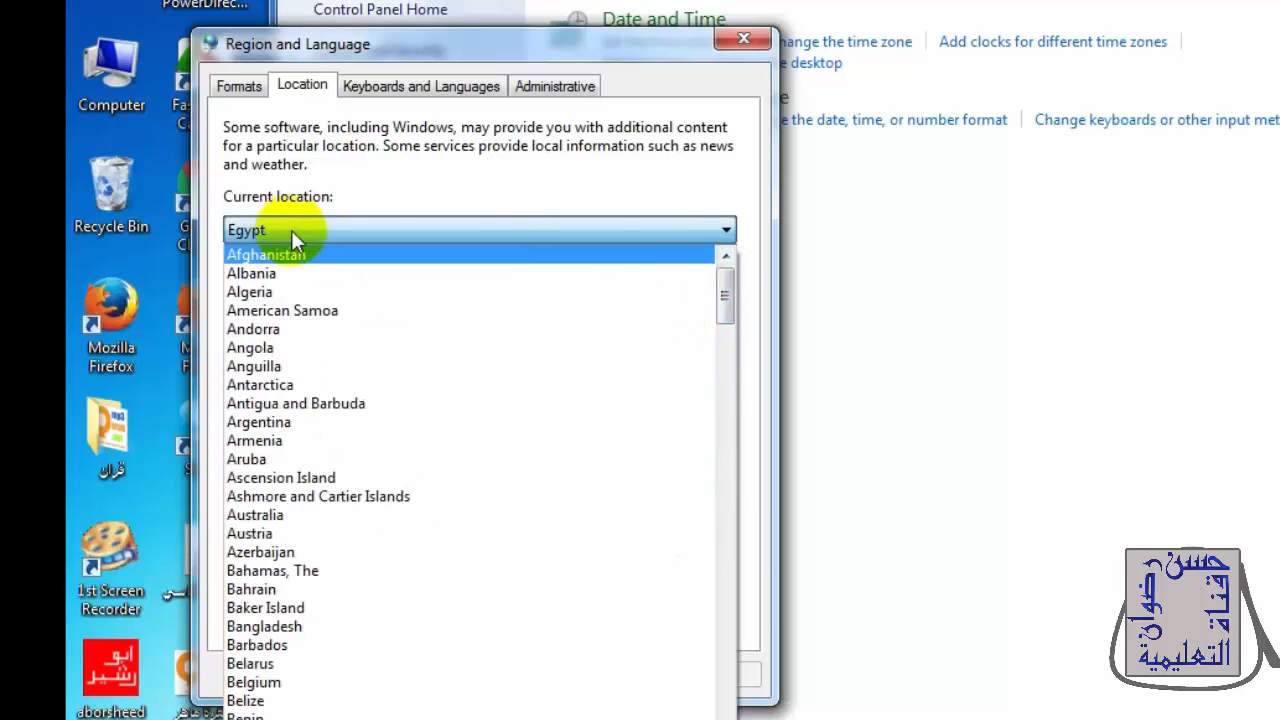 PowerDirec...
Control Panel Home
Date and Time
Change the time zone
Add clocks for different time zones
desktop
Change the date, time, or number format
Change keyboards or other input met
Computer
Recycle Bin
Mozilla
Firefox
قران
1st Screen
Recorder
ابو
رشيد
aborsheed
Region and Language
Formats
Location
Keyboards and Languages
Administrative
Some software, including Windows, may provide you with additional content
for a particular location. Some services provide local information such as news
and weather.
Current location:
Egypt
Afghanistan
Albania
Algeria
American Samoa
Andorra
Angola
Anguilla
Antarctica
Antigua and Barbuda
Argentina
Armenia
Aruba
Ascension Island
Ashmore and Cartier Islands
Australia
Austria
Azerbaijan
Bahamas, The
Bahrain
Baker Island
Bangladesh
Barbados
Belarus
Belgium
Belize
Benin
قناة
حسن
رضوان
التعليمية